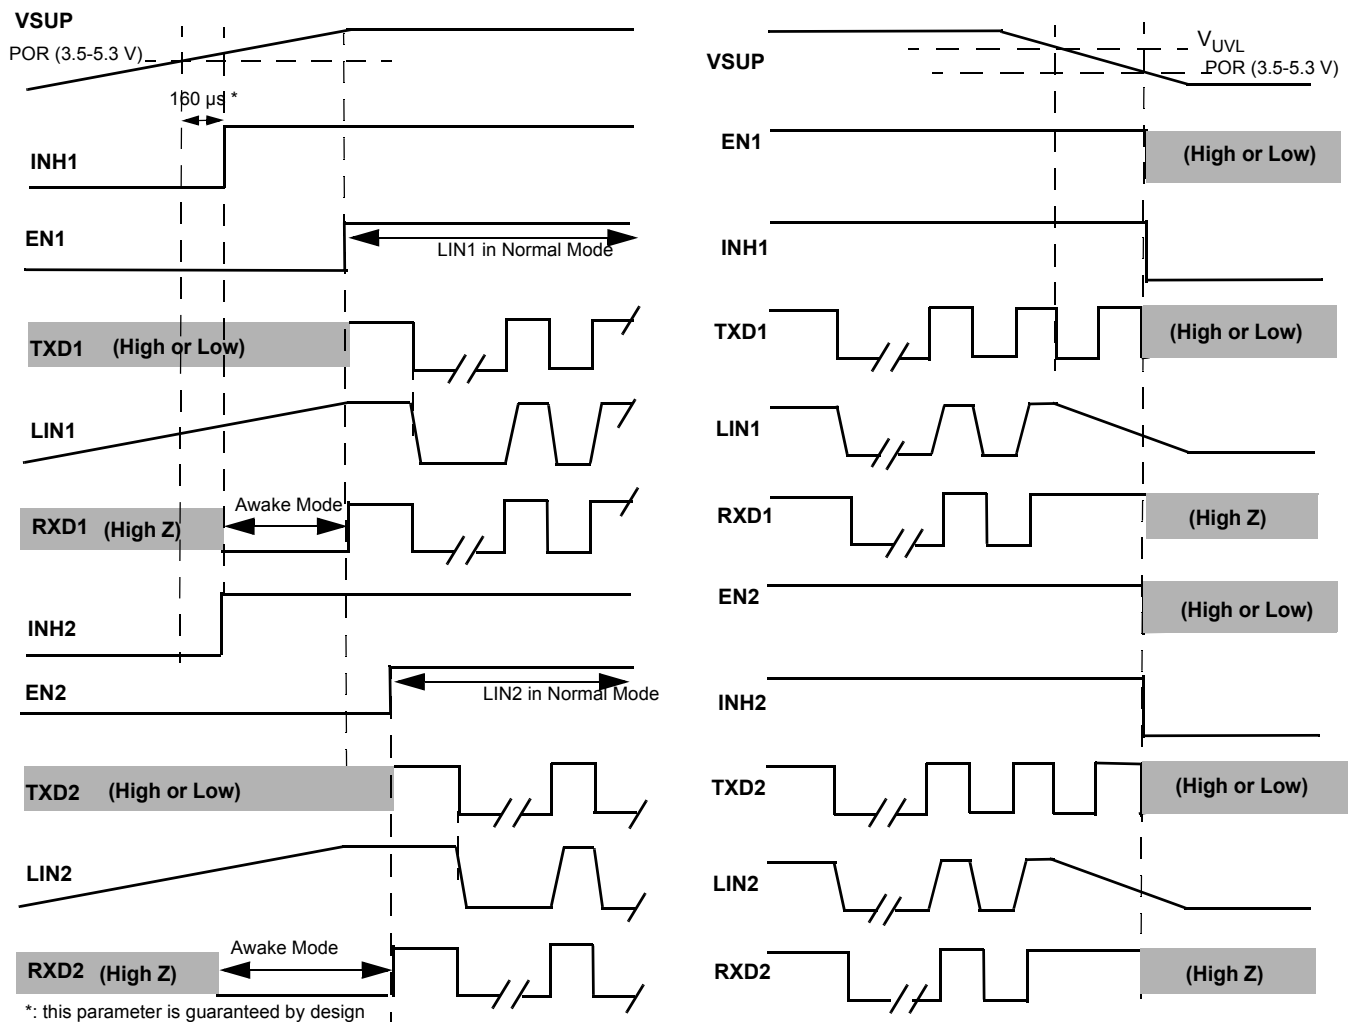 VSUP
POR (3.5-5.3 V)
160 µs *
INH1
EN1
LIN1 in Normal Mode
TXD1 (High or Low)
LIN1
Awake Mode
RXD1 (High Z)
INH2
EN2
LIN2 in Normal Mode
TXD2 (High or Low)
LIN2
Awake Mode
RXD2 (High Z)
*: this parameter is guaranteed by design
VUVL
VSUP
POR (3.5-5.3 V)
EN1
(High or Low)
INH1
TXD1
(High or Low)
LIN1
RXD1
(High Z)
EN2
(High or Low)
INH2
TXD2
(High or Low)
LIN2
RXD2
(High Z)